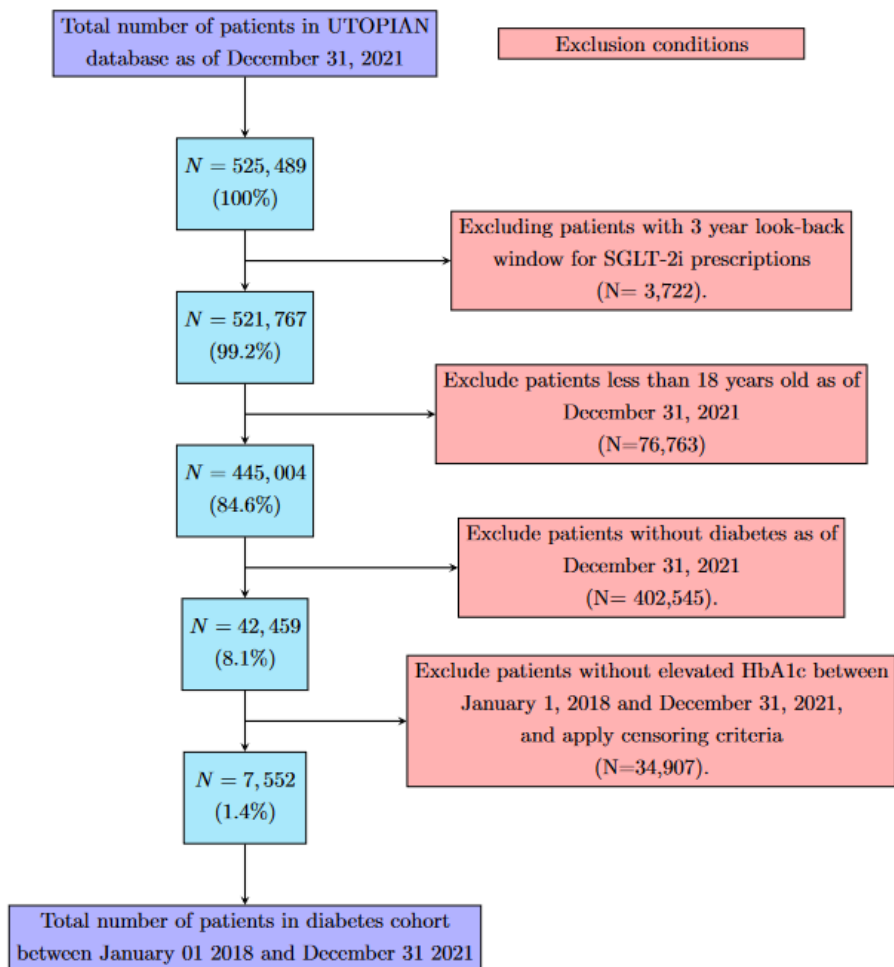 Total number of patients in UTOPIAN
database as of December 31, 2021
Exclusion conditions
N = 525, 489
(100%)
Excluding patients with 3 year look-back
window for SGLT-2i prescriptions
(N= 3,722).
N = 521, 767
(99.2%)
Exclude patients less than 18 years old as of
December 31, 2021
(N=76,763)
N = 445, 004
(84.6%)
Exclude patients without diabetes as of
December 31, 2021
(N= 402,545).
N = 42, 459
(8.1%)
Exclude patients without elevated HbA1c between
January 1, 2018 and December 31, 2021,
and apply censoring criteria
(N=34,907).
N = 7, 552
(1.4%)
Total number of patients in diabetes cohort
between January 01 2018 and December 31 2021